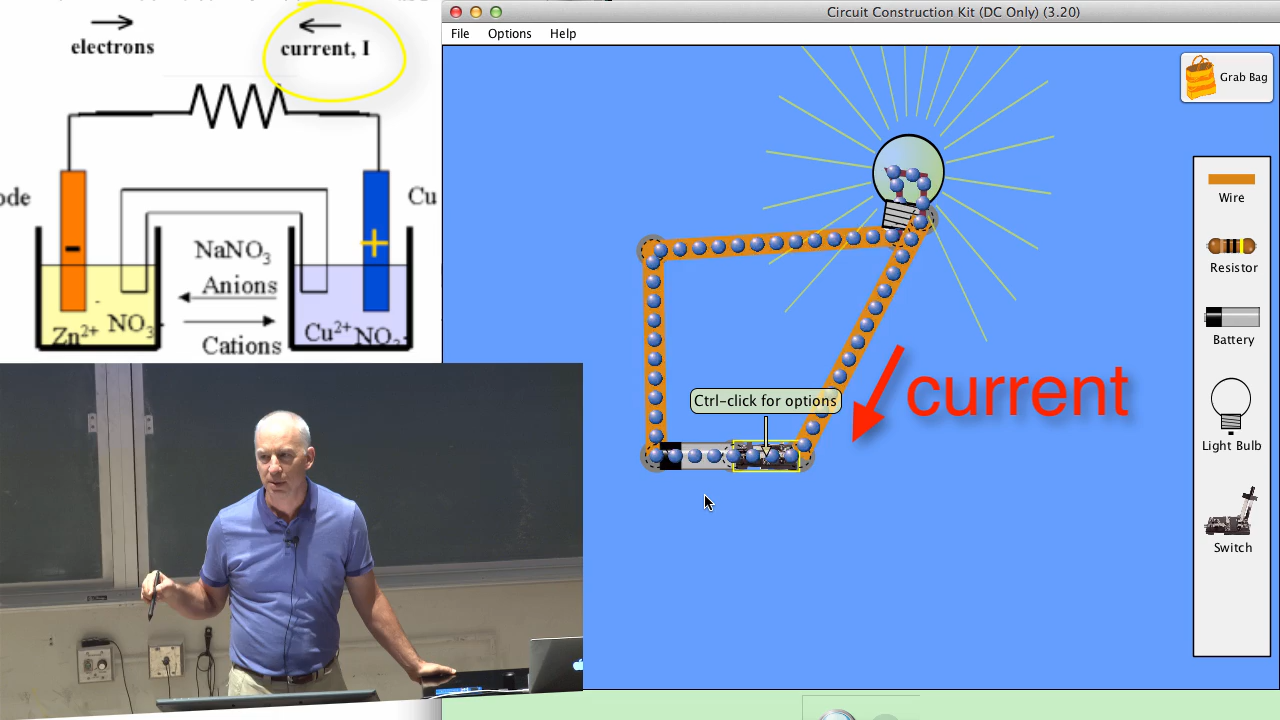 electrons
current, I
ode
Cu
NaNO3
Anions
NO3-
Zn2+
Cu2+
NO3-
Cations
Circuit Construction Kit (DC Only) (3.20)
File Options Help
Grab Bag
Wire
Resistor
Battery
Light Bulb
Switch
Ctrl-click for options
current